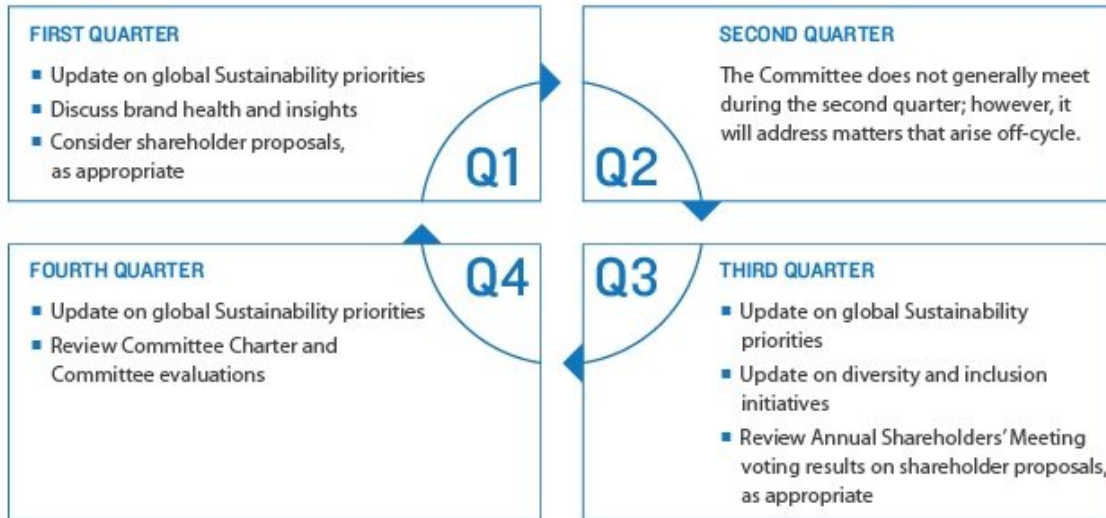 FIRST QUARTER
■ Update on global Sustainability priorities
■ Discuss brand health and insights
■ Consider shareholder proposals,
as appropriate
Q1
SECOND QUARTER
The Committee does not generally meet
during the second quarter; however, it
will address matters that arise off-cycle.
Q2
FOURTH QUARTER
■ Update on global Sustainability priorities
■ Review Committee Charter and
Committee evaluations
Q4
THIRD QUARTER
■ Update on global Sustainability
priorities
■ Update on diversity and inclusion
initiatives
■ Review Annual Shareholders’ Meeting
voting results on shareholder proposals,
as appropriate
Q3